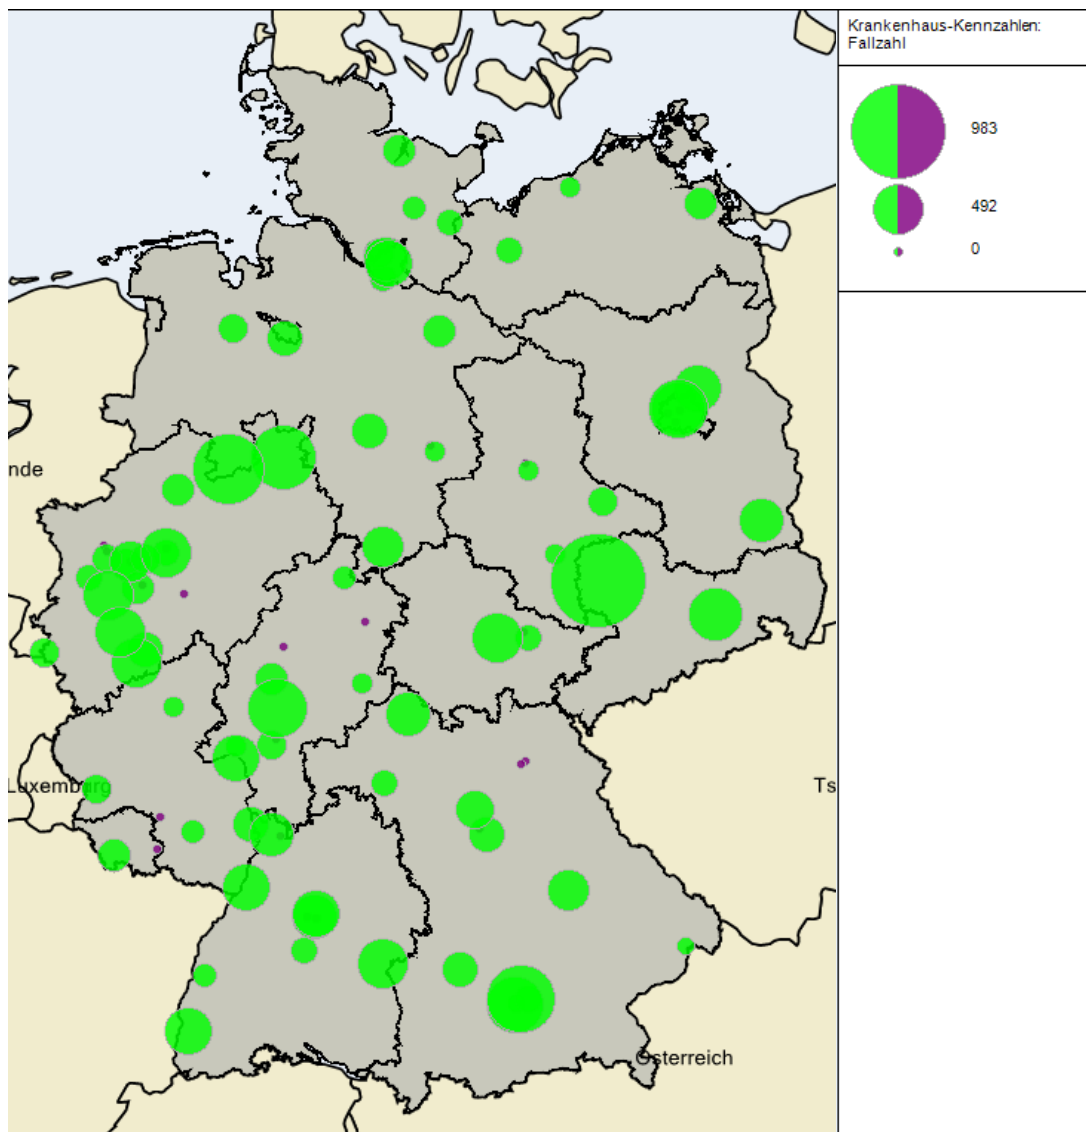 Krankenhaus-Kennzahlen:
Fallzahl
983
492
0
nde
Luxemburg
Ts
Österreich